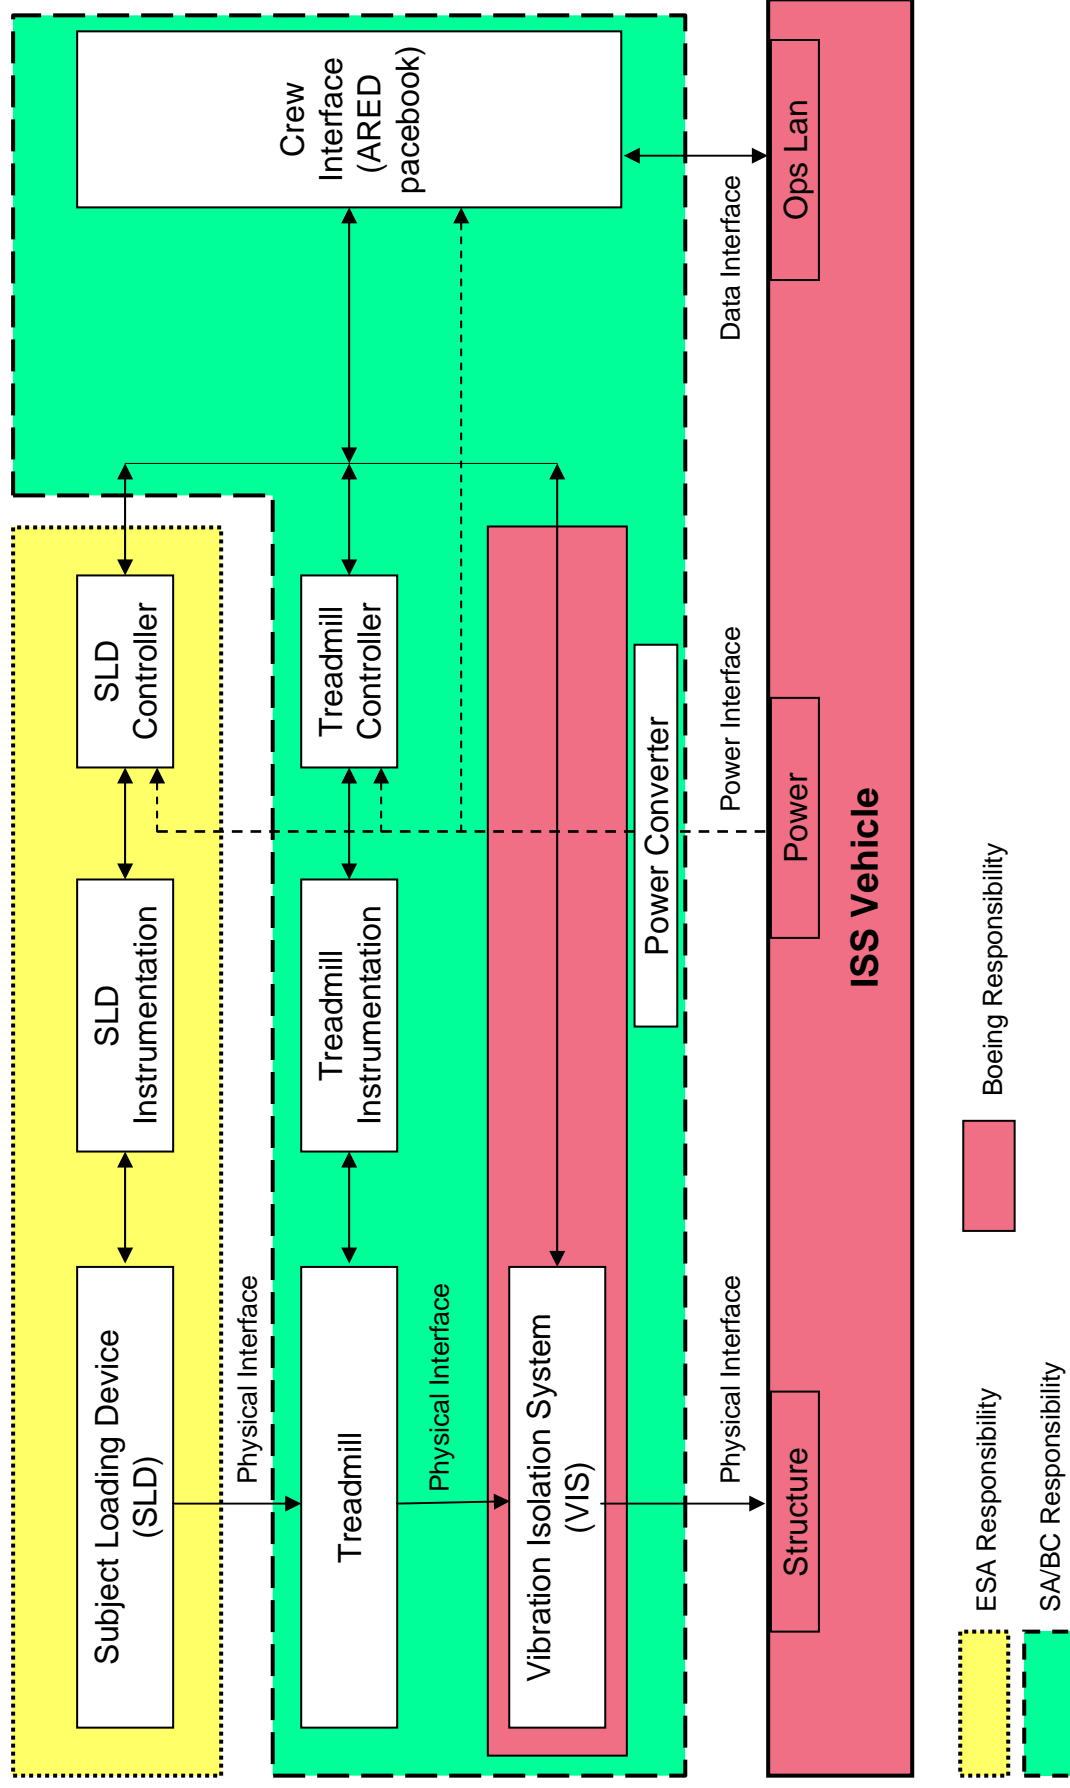 Subject Loading Device
(SLD)
SLD
Instrumentation
SLD
Controller
Crew
Interface
(ARED
pacebook)
Physical Interface
Treadmill
Treadmill
Instrumentation
Treadmill
Controller
Physical Interface
Vibration Isolation System
(VIS)
Power Converter
Physical Interface
Power Interface
Data Interface
Structure
Power
Ops Lan
ISS Vehicle
ESA Responsibility
Boeing Responsibility
SA/BC Responsibility